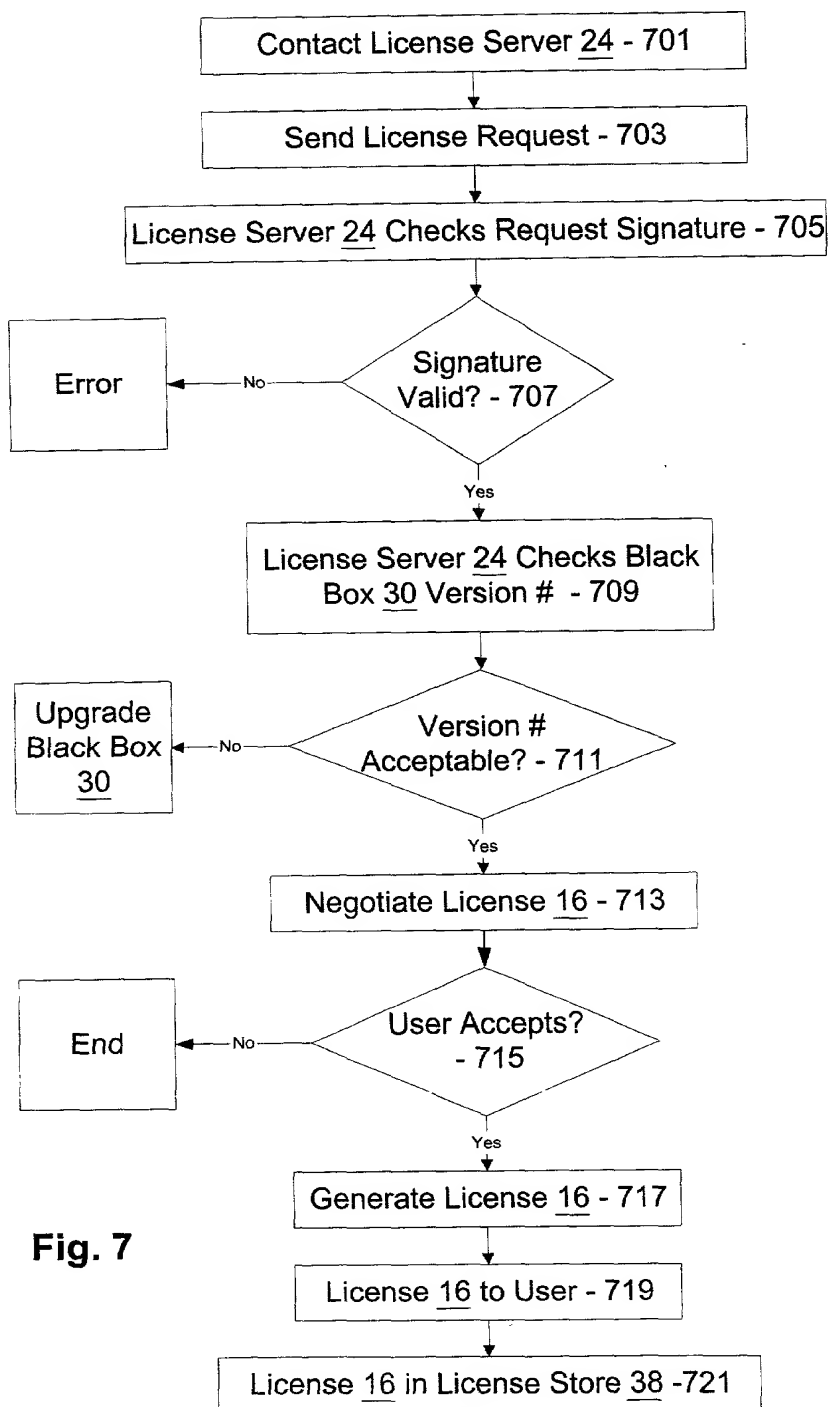 Contact License Server 24 - 701
Send License Request - 703
License Server 24 Checks Request Signature - 705
Signature
Valid? - 707
No
Error
Yes
License Server 24 Checks Black
Box 30 Version # - 709
Version #
Acceptable? - 711
No
Upgrade
Black Box
30
Yes
Negotiate License 16 - 713
User Accepts?
- 715
No
End
Yes
Generate License 16 - 717
Fig. 7
License 16 to User - 719
License 16 in License Store 38 -721